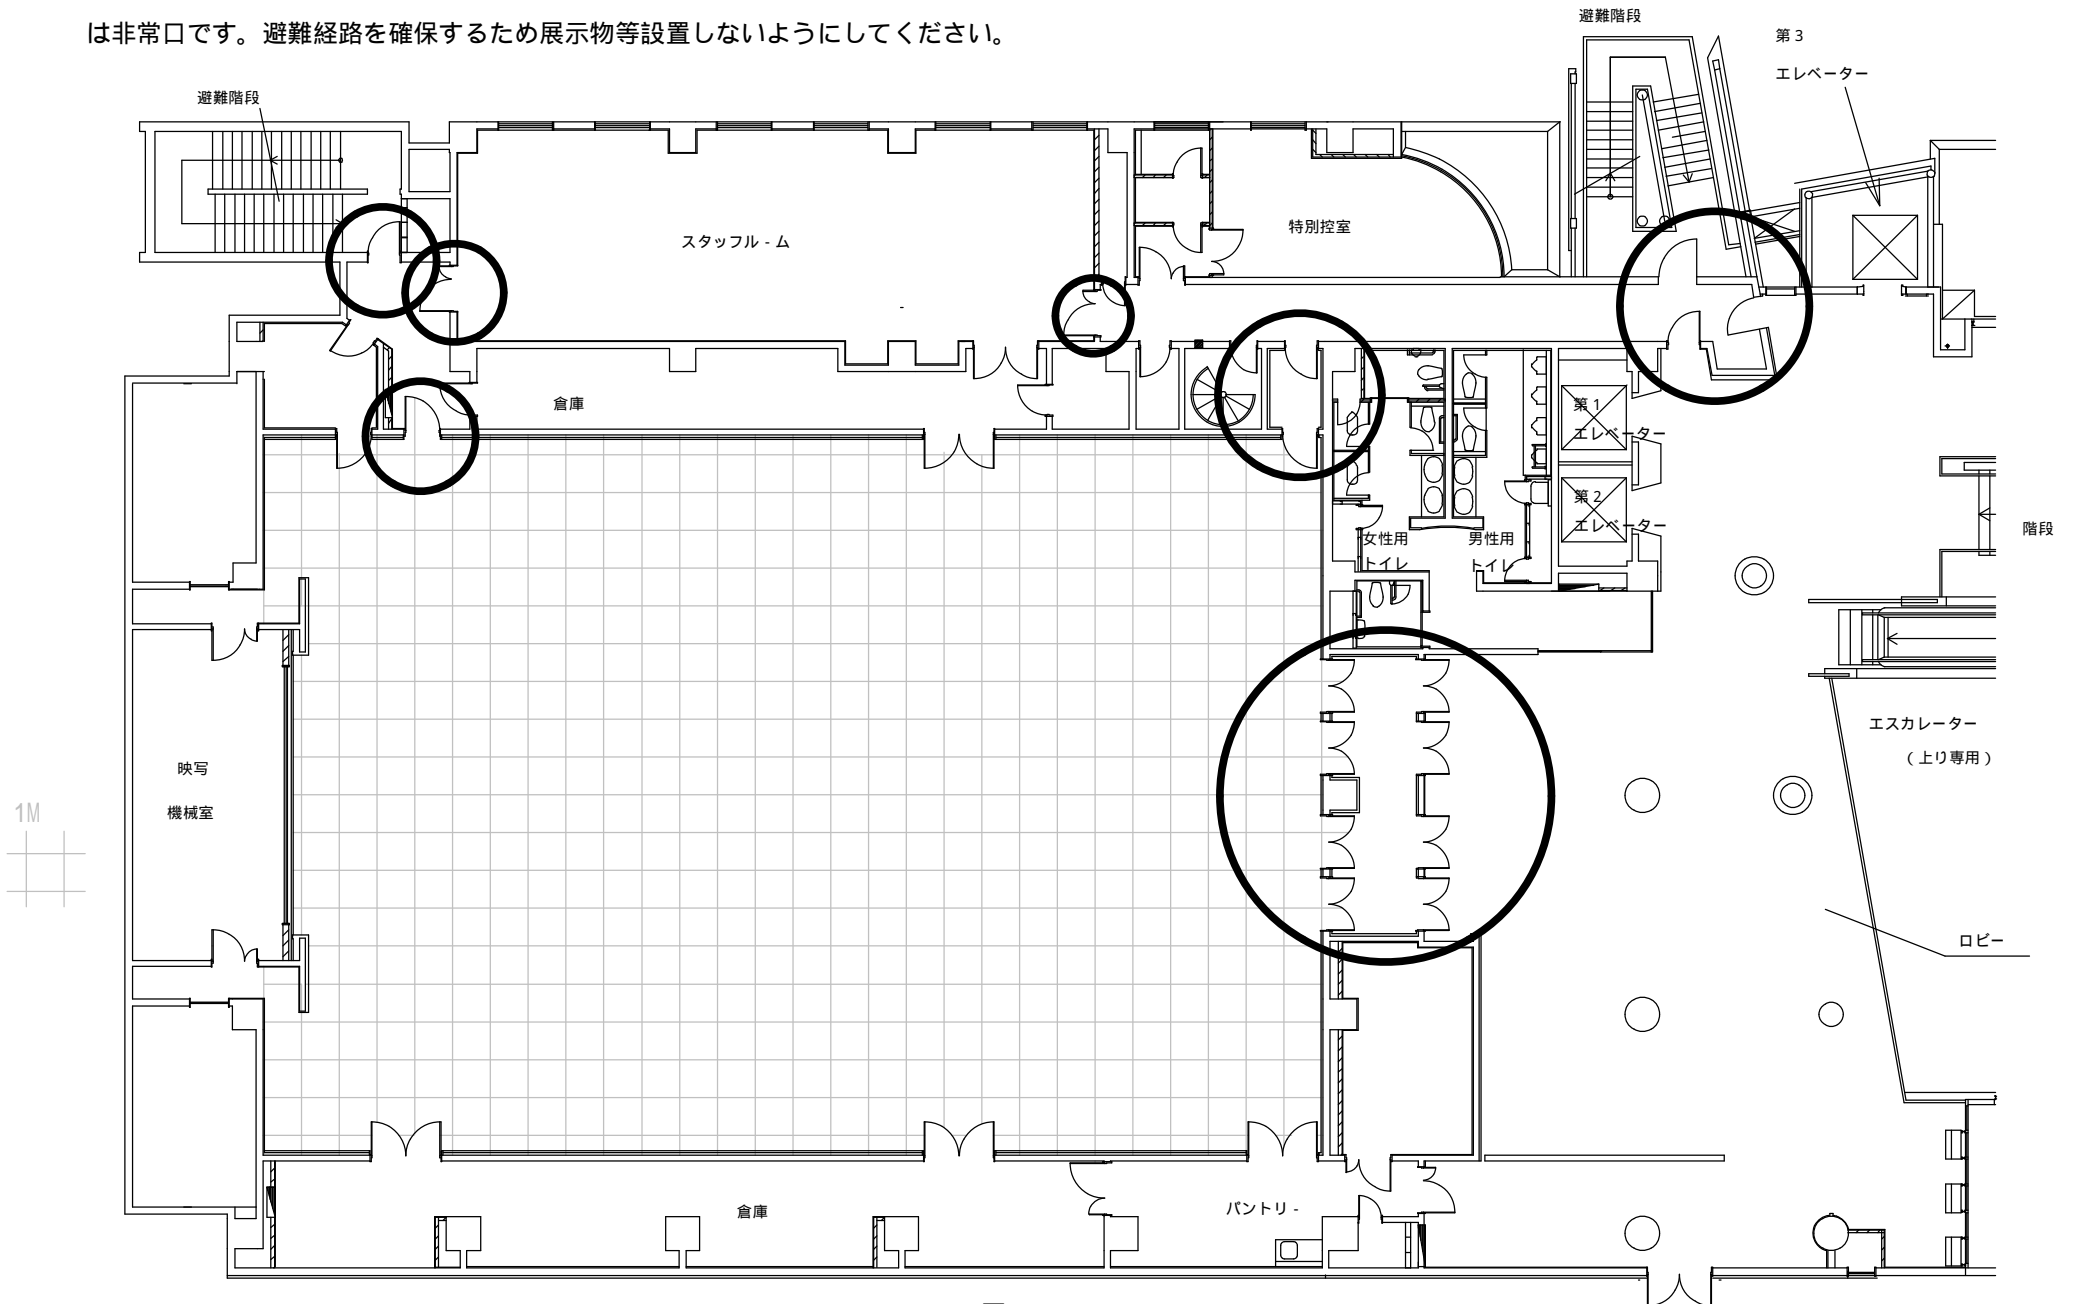 は非常口です。避難経路を確保するため展示物等設置しないようにしてください。
避難階段
第3
エレベーター
避難階段
スタッフル-ム
特別控室
-
倉庫
第1
エレベーター
第2
エレベーター
階段
女性用
トイレ
男性用
トイレ
エスカレーター
(上り専用)
映写
機械室
1M
ロビー
倉庫
パントリ-